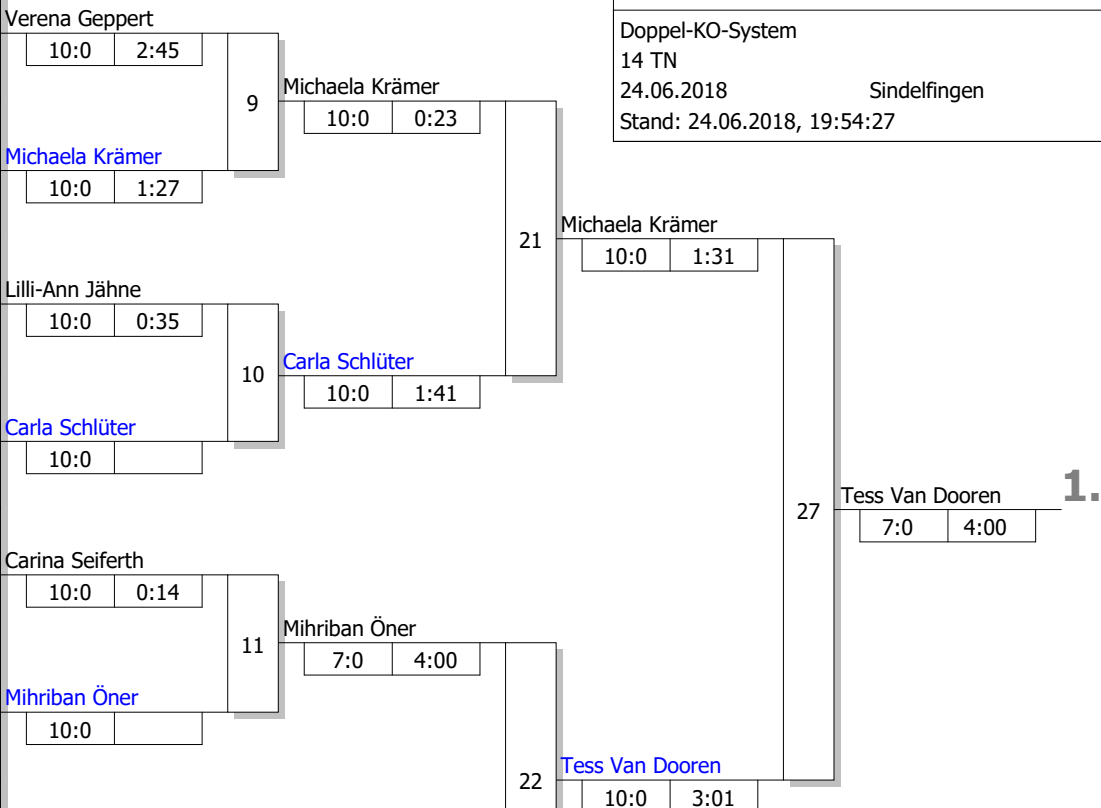 Verena Geppert
10:0 2:45
9
Michaela Krämer
10:0 0:23
Michaela Krämer
10:0 1:27
Doppel-KO-System
14 TN
24.06.2018 Sindelfingen
Stand: 24.06.2018, 19:54:27
21
Michaela Krämer
10:0 1:31
Lilli-Ann Jähne
10:0 0:35
10
Carla Schlüter
10:0 1:41
Carla Schlüter
10:0
27
Tess Van Dooren 1.
7:0 4:00
Carina Seiferth
10:0 0:14
11
Mihriban Öner
7:0 4:00
Mihriban Öner
10:0
22
Tess Van Dooren
10:0 3:01